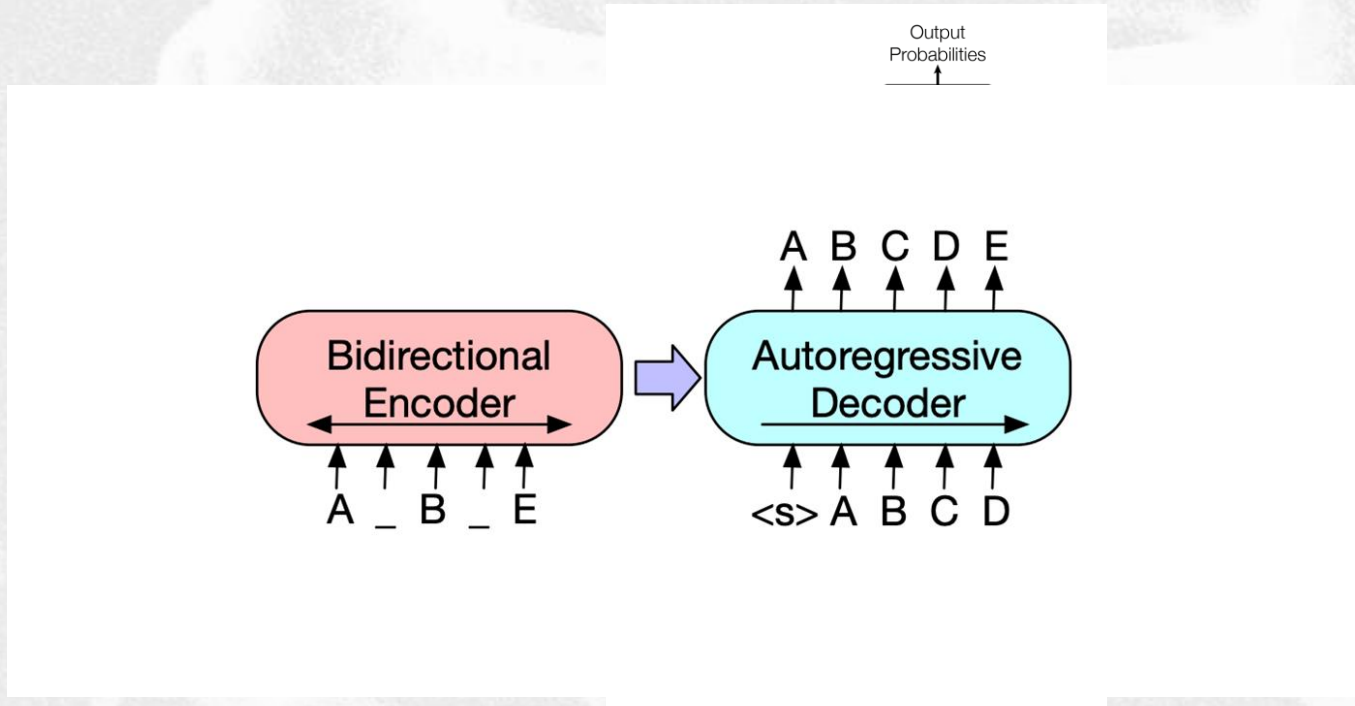 Output
Probabilities
A B C D E
Bidirectional
Encoder
Autoregressive
Decoder
A _ B _ E
<s> A B C D